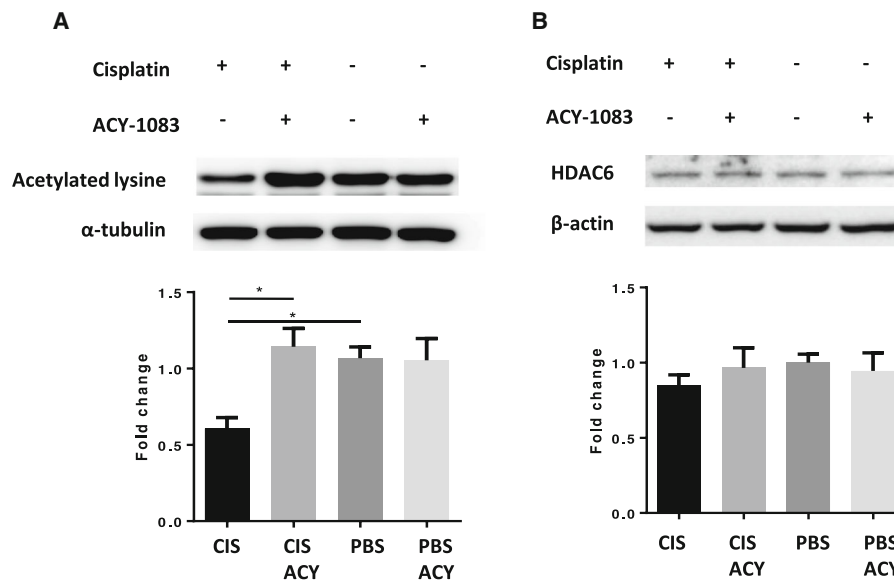 A
Cisplatin + + - -
ACY-1083 - + - +
Acetylated lysine
α-tubulin
1.5
1.0
0.5
0.0
Fold change
*
*
CIS CIS PBS PBS
ACY ACY
B
Cisplatin + + - -
ACY-1083 - + - +
HDAC6
β-actin
1.5
1.0
0.5
0.0
Fold change
CIS CIS PBS PBS
ACY ACY